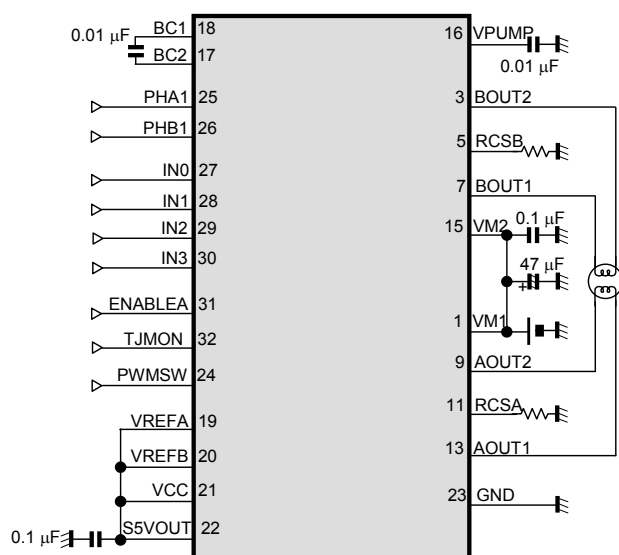 0.01 μF
BC1 18
BC2 17
PHA1 25
PHB1 26
IN0 27
IN1 28
IN2 29
IN3 30
ENABLEA 31
TJMON 32
PWMSW 24
VREFA 19
VREFB 20
VCC 21
0.1 μF
S5VOUT 22
16 VPUMP
0.01 μF
3 BOUT2
5 RCSB
7 BOUT1
15 VM2
0.1 μF
47 μF
+
1 VM1
9 AOUT2
11 RCSA
13 AOUT1
23 GND